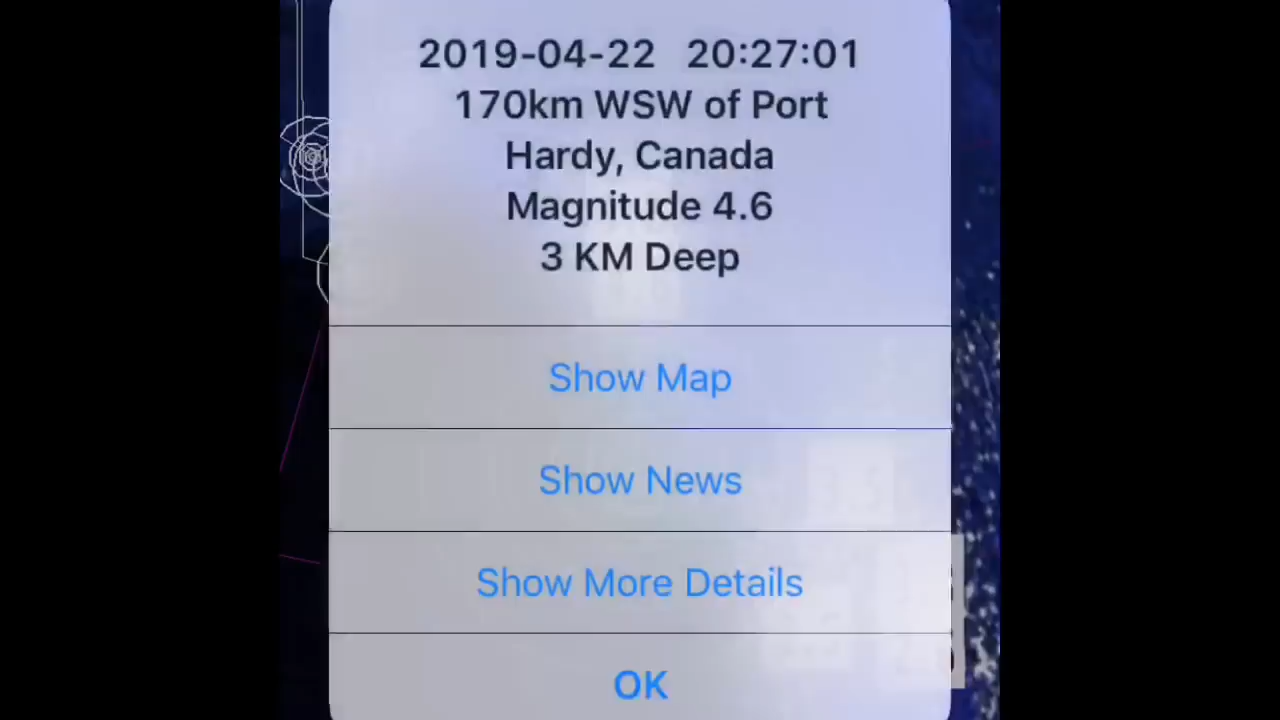 2019-04-22 20:27:01
170km WSW of Port
Hardy, Canada
Magnitude 4.6
3 KM Deep
Show Map
Show News
Show More Details
OK